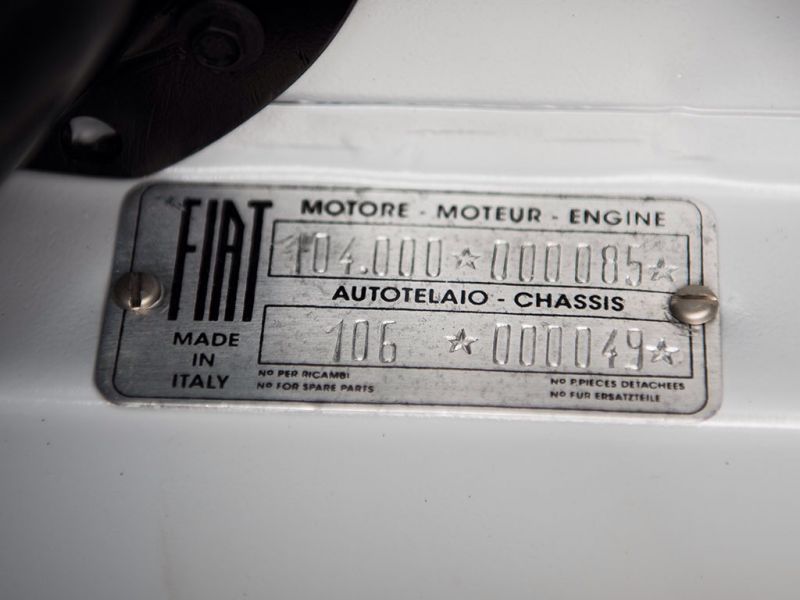 FIAT
MADE
IN
ITALY
MOTORE - MOTEUR - ENGINE
104.000 ☆ 000085 ☆
AUTOTELAIO - CHASSIS
106 ☆ 000049 ☆
Nº PER RICAMBI
Nº FOR SPARE PARTS
Nº P.PIECES DETACHEES
Nº FUR ERSATZTEILE